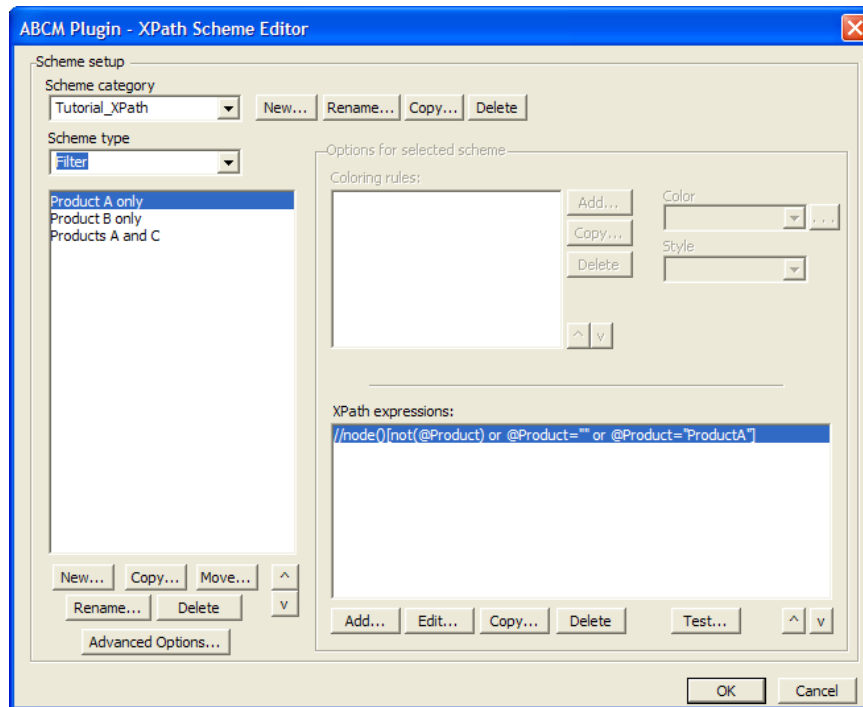 ABCM Plugin - XPath Scheme Editor
Scheme setup
Scheme category
Tutorial_XPath
New... Rename... Copy... Delete
Scheme type
Filter
Product A only
Product B only
Products A and C
New... Copy... Move... ^
Rename... Delete v
Advanced Options...
Options for selected scheme
Coloring rules:
Add...
Copy...
Delete
^ v
Color
...
Style
XPath expressions:
//node()[not(@Product) or @Product="" or @Product="ProductA"]
Add... Edit... Copy... Delete Test... ^ v
OK Cancel